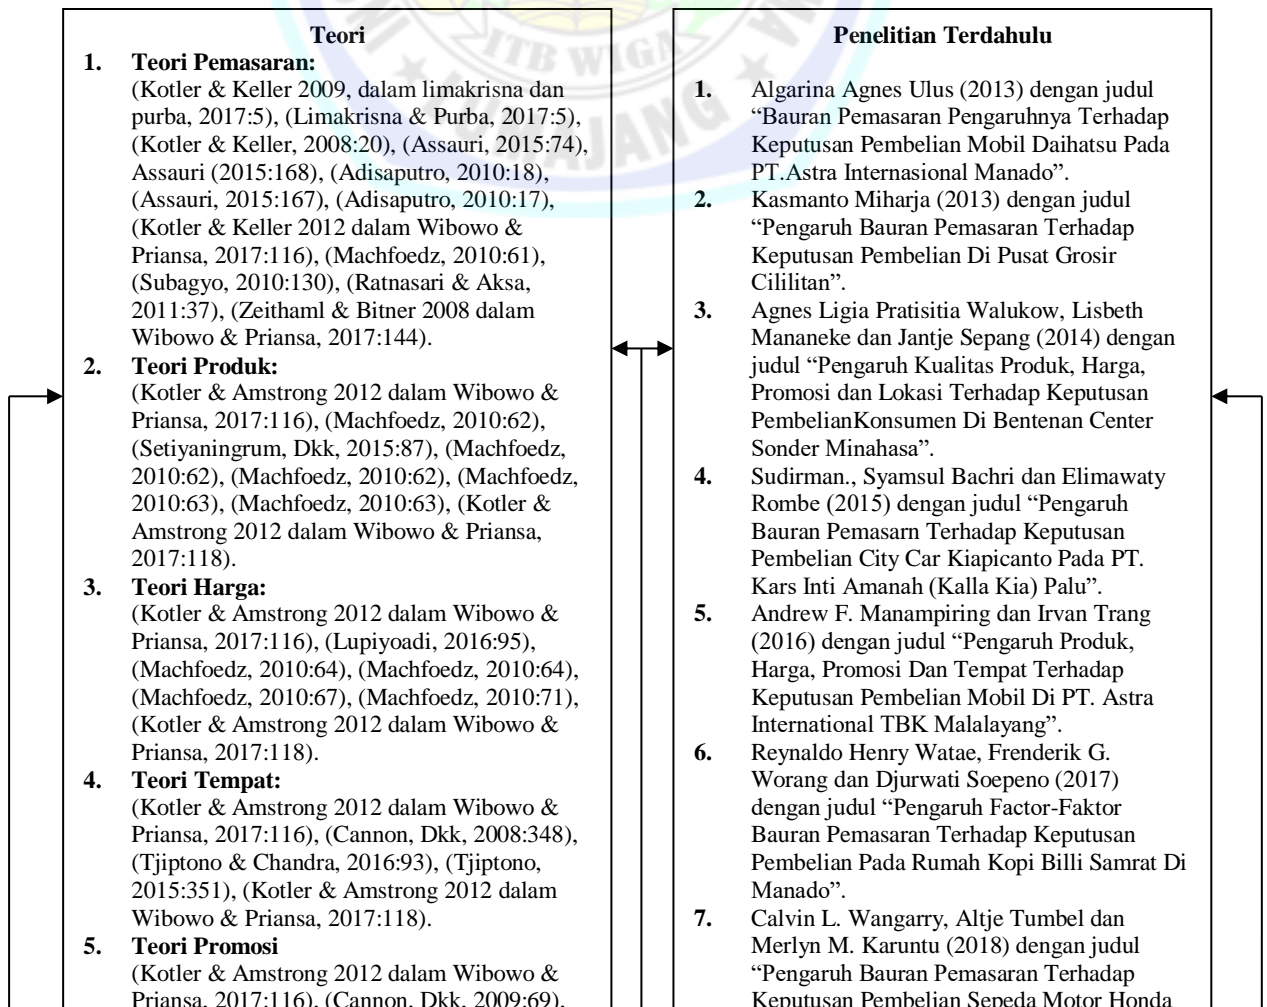 Teori
1. Teori Pemasaran:
(Kotler & Keller 2009, dalam limakrisna dan
purba, 2017:5), (Limakrisna & Purba, 2017:5),
(Kotler & Keller, 2008:20), (Assauri, 2015:74),
Assauri (2015:168), (Adisaputro, 2010:18),
(Assauri, 2015:167), (Adisaputro, 2010:17),
(Kotler & Keller 2012 dalam Wibowo &
Priansa, 2017:116), (Machfoedz, 2010:61),
(Subagyo, 2010:130), (Ratnasari & Aksa,
2011:37), (Zeithaml & Bitner 2008 dalam
Wibowo & Priansa, 2017:144).
2. Teori Produk:
(Kotler & Amstrong 2012 dalam Wibowo &
Priansa, 2017:116), (Machfoedz, 2010:62),
(Setiyaningrum, Dkk, 2015:87), (Machfoedz,
2010:62), (Machfoedz, 2010:62), (Machfoedz,
2010:63), (Machfoedz, 2010:63), (Kotler &
Amstrong 2012 dalam Wibowo & Priansa,
2017:118).
3. Teori Harga:
(Kotler & Amstrong 2012 dalam Wibowo &
Priansa, 2017:116), (Lupiyoadi, 2016:95),
(Machfoedz, 2010:64), (Machfoedz, 2010:64),
(Machfoedz, 2010:67), (Machfoedz, 2010:71),
(Kotler & Amstrong 2012 dalam Wibowo &
Priansa, 2017:118).
4. Teori Tempat:
(Kotler & Amstrong 2012 dalam Wibowo &
Priansa, 2017:116), (Cannon, Dkk, 2008:348),
(Tjiptono & Chandra, 2016:93), (Tjiptono,
2015:351), (Kotler & Amstrong 2012 dalam
Wibowo & Priansa, 2017:118).
5. Teori Promosi
(Kotler & Amstrong 2012 dalam Wibowo &
Priansa, 2017:116), (Cannon, Dkk, 2009:69),
Penelitian Terdahulu
1. Algarina Agnes Ulus (2013) dengan judul
“Bauran Pemasaran Pengaruhnya Terhadap
Keputusan Pembelian Mobil Daihatsu Pada
PT.Astra Internasional Manado”.
2. Kasmanto Miharja (2013) dengan judul
“Pengaruh Bauran Pemasaran Terhadap
Keputusan Pembelian Di Pusat Grosir
Cililitan”.
3. Agnes Ligia Pratisitia Walukow, Lisbeth
Mananeke dan Jantje Sepang (2014) dengan
judul “Pengaruh Kualitas Produk, Harga,
Promosi dan Lokasi Terhadap Keputusan
PembelianKonsumen Di Bentenan Center
Sonder Minahasa”.
4. Sudirman., Syamsul Bachri dan Elimawaty
Rombe (2015) dengan judul “Pengaruh
Bauran Pemasarn Terhadap Keputusan
Pembelian City Car Kiapicanto Pada PT.
Kars Inti Amanah (Kalla Kia) Palu”.
5. Andrew F. Manampiring dan Irvan Trang
(2016) dengan judul “Pengaruh Produk,
Harga, Promosi Dan Tempat Terhadap
Keputusan Pembelian Mobil Di PT. Astra
International TBK Malalayang”.
6. Reynaldo Henry Watae, Frenderik G.
Worang dan Djurwati Soepeno (2017)
dengan judul “Pengaruh Factor-Faktor
Bauran Pemasaran Terhadap Keputusan
Pembelian Pada Rumah Kopi Billi Samrat Di
Manado”.
7. Calvin L. Wangarry, Altje Tumbel dan
Merlyn M. Karuntu (2018) dengan judul
“Pengaruh Bauran Pemasaran Terhadap
Keputusan Pembelian Sepeda Motor Honda
ITB WIGA
LUMAJANG